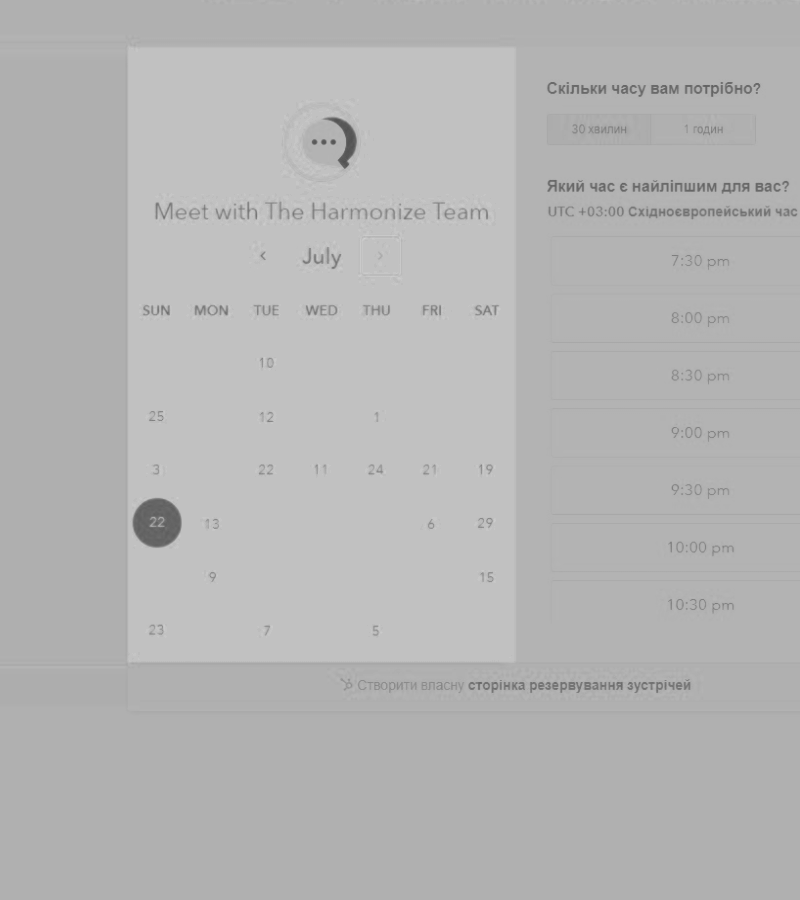 Meet with The Harmonize Team
July
SUN MON TUE WED THU FRI SAT
10
25 12 1
3 22 11 24 21 19
22 13 6 29
9 15
23 7 5
Скільки часу вам потрібно?
30 хвилин 1 годин
Який час є найліпшим для вас?
UTC +03:00 Східноєвропейський час
7:30 pm
8:00 pm
8:30 pm
9:00 pm
9:30 pm
10:00 pm
10:30 pm
Створити власну сторінка резервування зустрічей